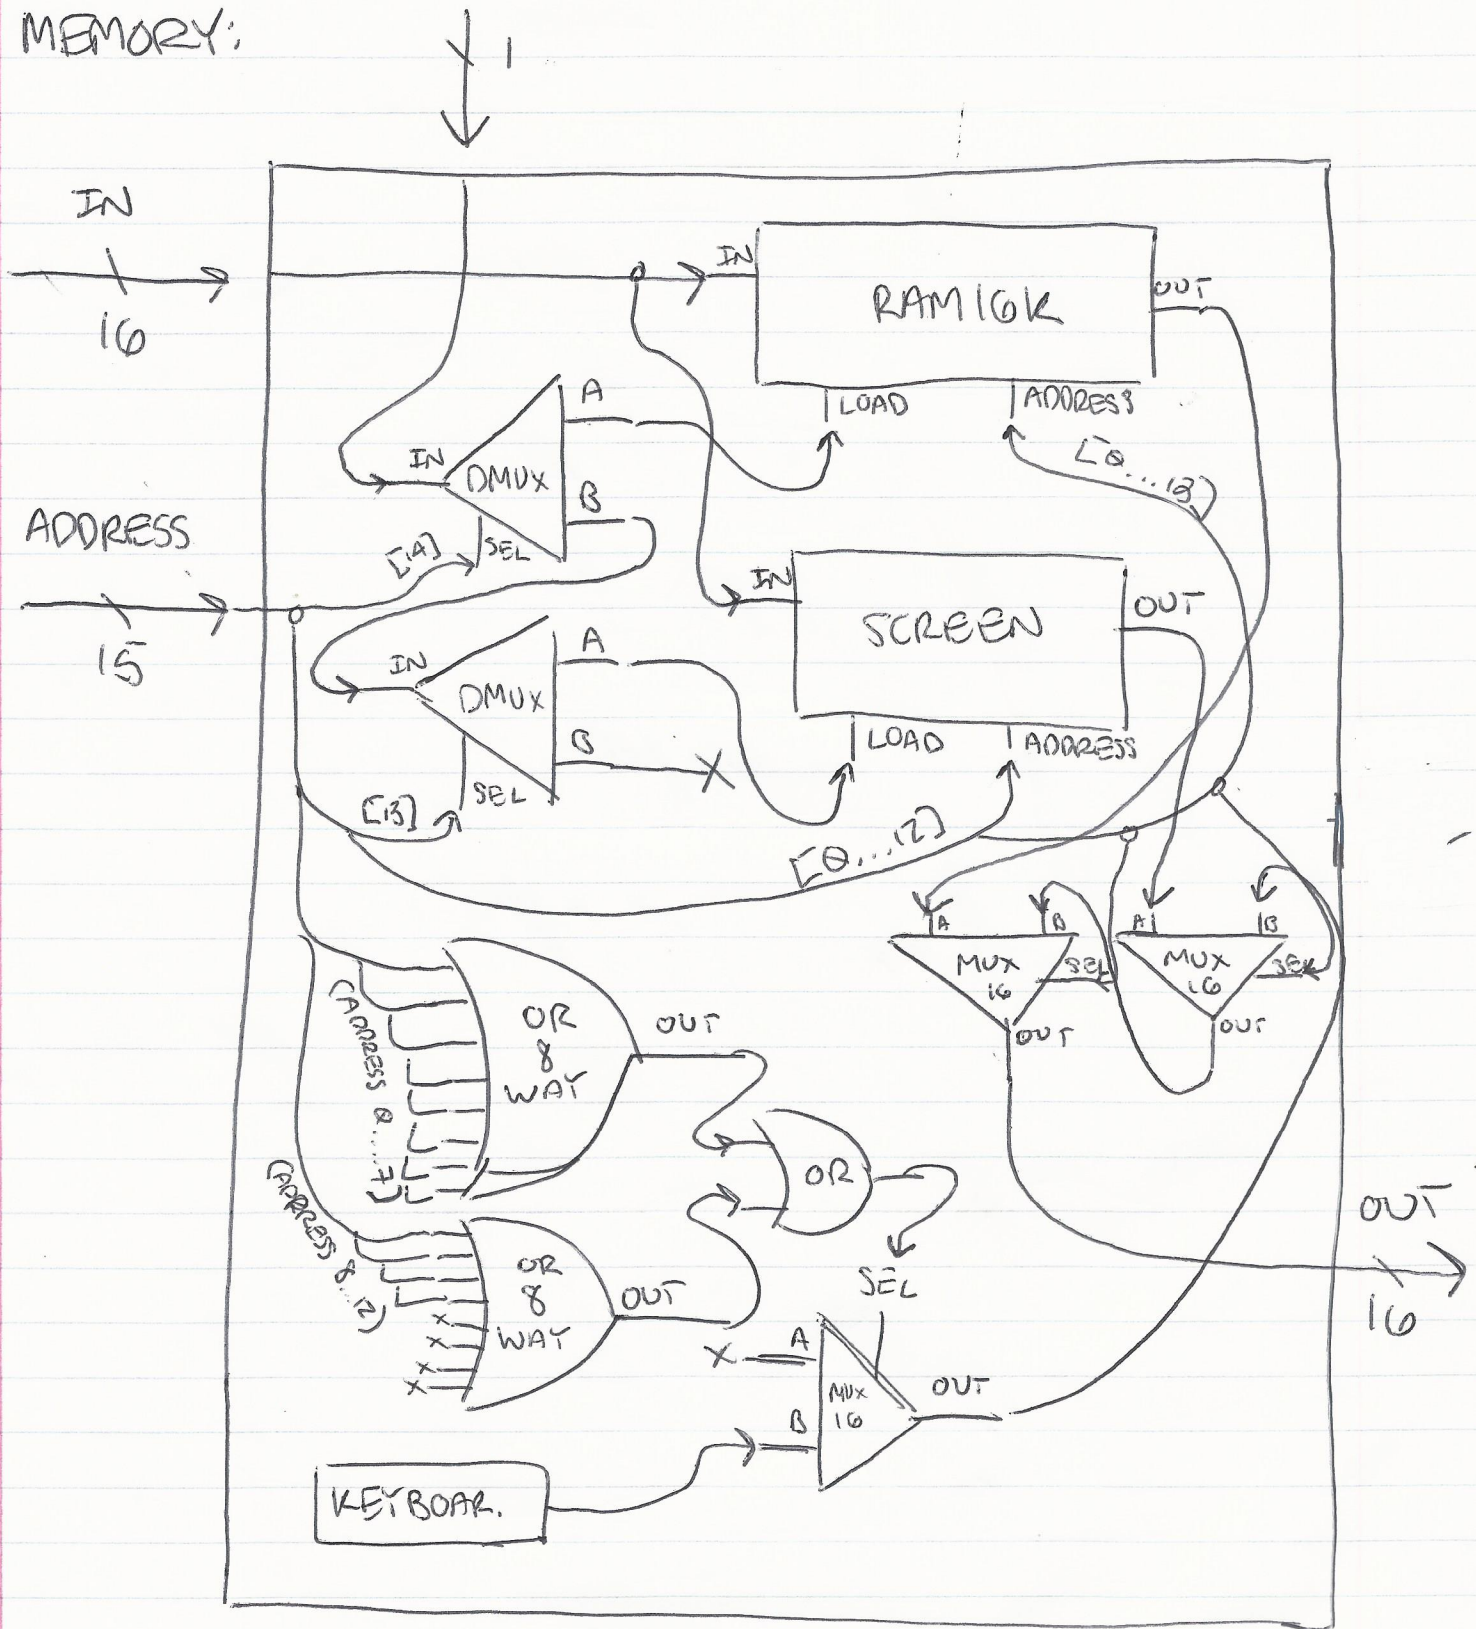 MEMORY:
1
IN
16
IN
RAM16K
OUT
LOAD
ADDRESS
[0...13]
A
IN
DMUX
B
[14]
SEL
ADDRESS
15
IN
SCREEN
OUT
LOAD
ADDRESS
A
IN
DMUX
B
[13]
SEL
[0...12]
A
B
MUX
16
SEL
OUT
A
B
MUX
16
SEL
OUT
(ADDRESS 0....7)
OR
8
WAY
OUT
OR
(ADDRESS 8...12)
OR
8
WAY
OUT
X
X
X
X
SEL
X
A
B
MUX
16
OUT
OUT
16
KEYBOAR.